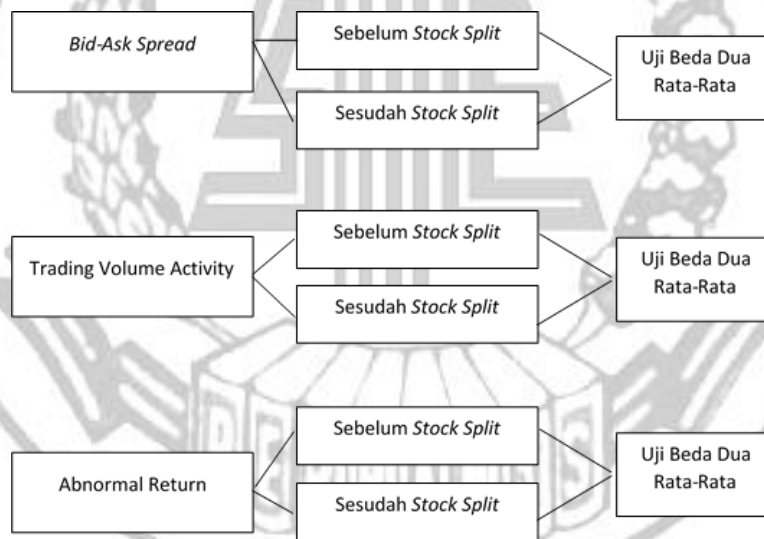 Bid-Ask Spread
Sebelum Stock Split
Sesudah Stock Split
Uji Beda Dua
Rata-Rata
Trading Volume Activity
Sebelum Stock Split
Sesudah Stock Split
Uji Beda Dua
Rata-Rata
Abnormal Return
Sebelum Stock Split
Sesudah Stock Split
Uji Beda Dua
Rata-Rata